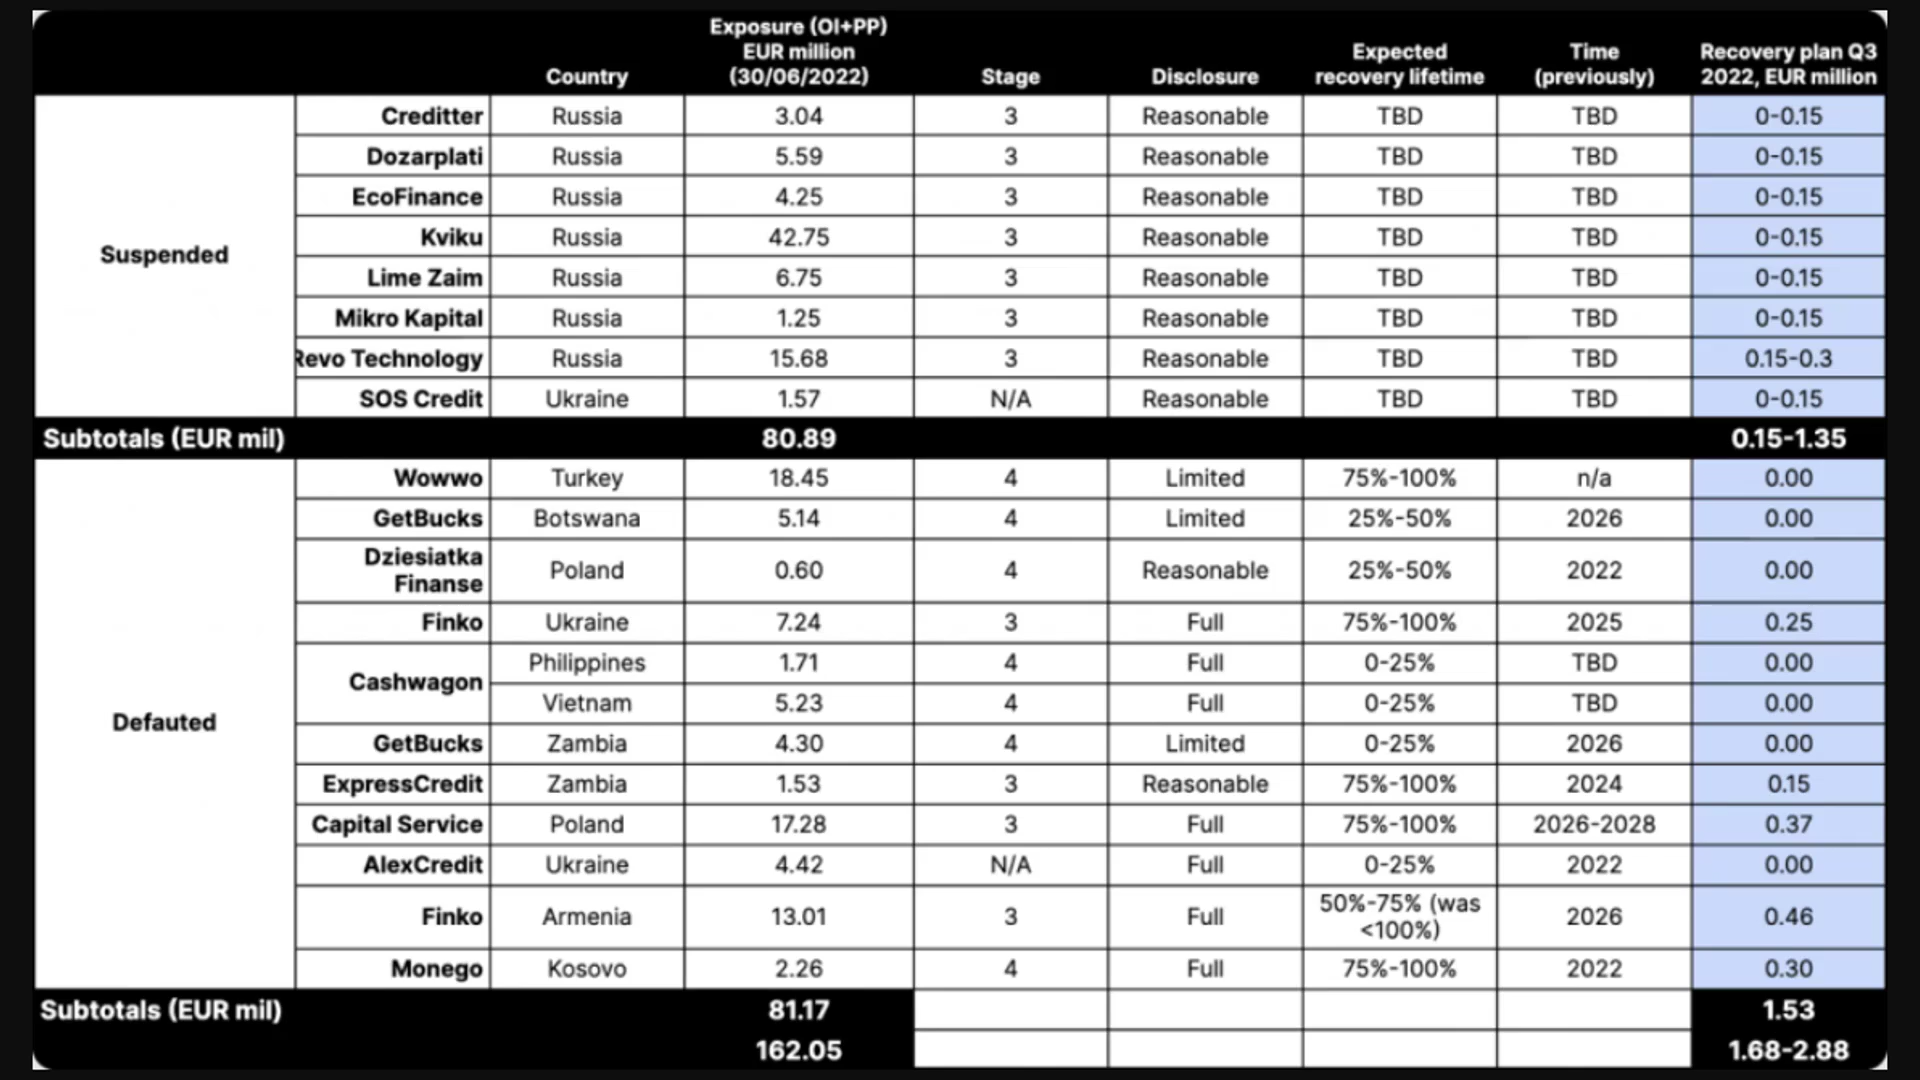 Country Exposure (OI+PP) EUR million (30/06/2022) Stage Disclosure Expected recovery lifetime Time (previously) Recovery plan Q3 2022, EUR million
Suspended
Creditter Russia 3.04 3 Reasonable TBD TBD 0-0.15
Dozarplati Russia 5.59 3 Reasonable TBD TBD 0-0.15
EcoFinance Russia 4.25 3 Reasonable TBD TBD 0-0.15
Kviku Russia 42.75 3 Reasonable TBD TBD 0-0.15
Lime Zaim Russia 6.75 3 Reasonable TBD TBD 0-0.15
Mikro Kapital Russia 1.25 3 Reasonable TBD TBD 0-0.15
Revo Technology Russia 15.68 3 Reasonable TBD TBD 0.15-0.3
SOS Credit Ukraine 1.57 N/A Reasonable TBD TBD 0-0.15
Subtotals (EUR mil) 80.89 0.15-1.35
Defauted
Wowwo Turkey 18.45 4 Limited 75%-100% n/a 0.00
GetBucks Botswana 5.14 4 Limited 25%-50% 2026 0.00
Dziesiatka Finanse Poland 0.60 4 Reasonable 25%-50% 2022 0.00
Finko Ukraine 7.24 3 Full 75%-100% 2025 0.25
Cashwagon Philippines 1.71 4 Full 0-25% TBD 0.00
Vietnam 5.23 4 Full 0-25% TBD 0.00
GetBucks Zambia 4.30 4 Limited 0-25% 2026 0.00
ExpressCredit Zambia 1.53 3 Reasonable 75%-100% 2024 0.15
Capital Service Poland 17.28 3 Full 75%-100% 2026-2028 0.37
AlexCredit Ukraine 4.42 N/A Full 0-25% 2022 0.00
Finko Armenia 13.01 3 Full 50%-75% (was <100%) 2026 0.46
Monego Kosovo 2.26 4 Full 75%-100% 2022 0.30
Subtotals (EUR mil) 81.17 1.53
162.05 1.68-2.88